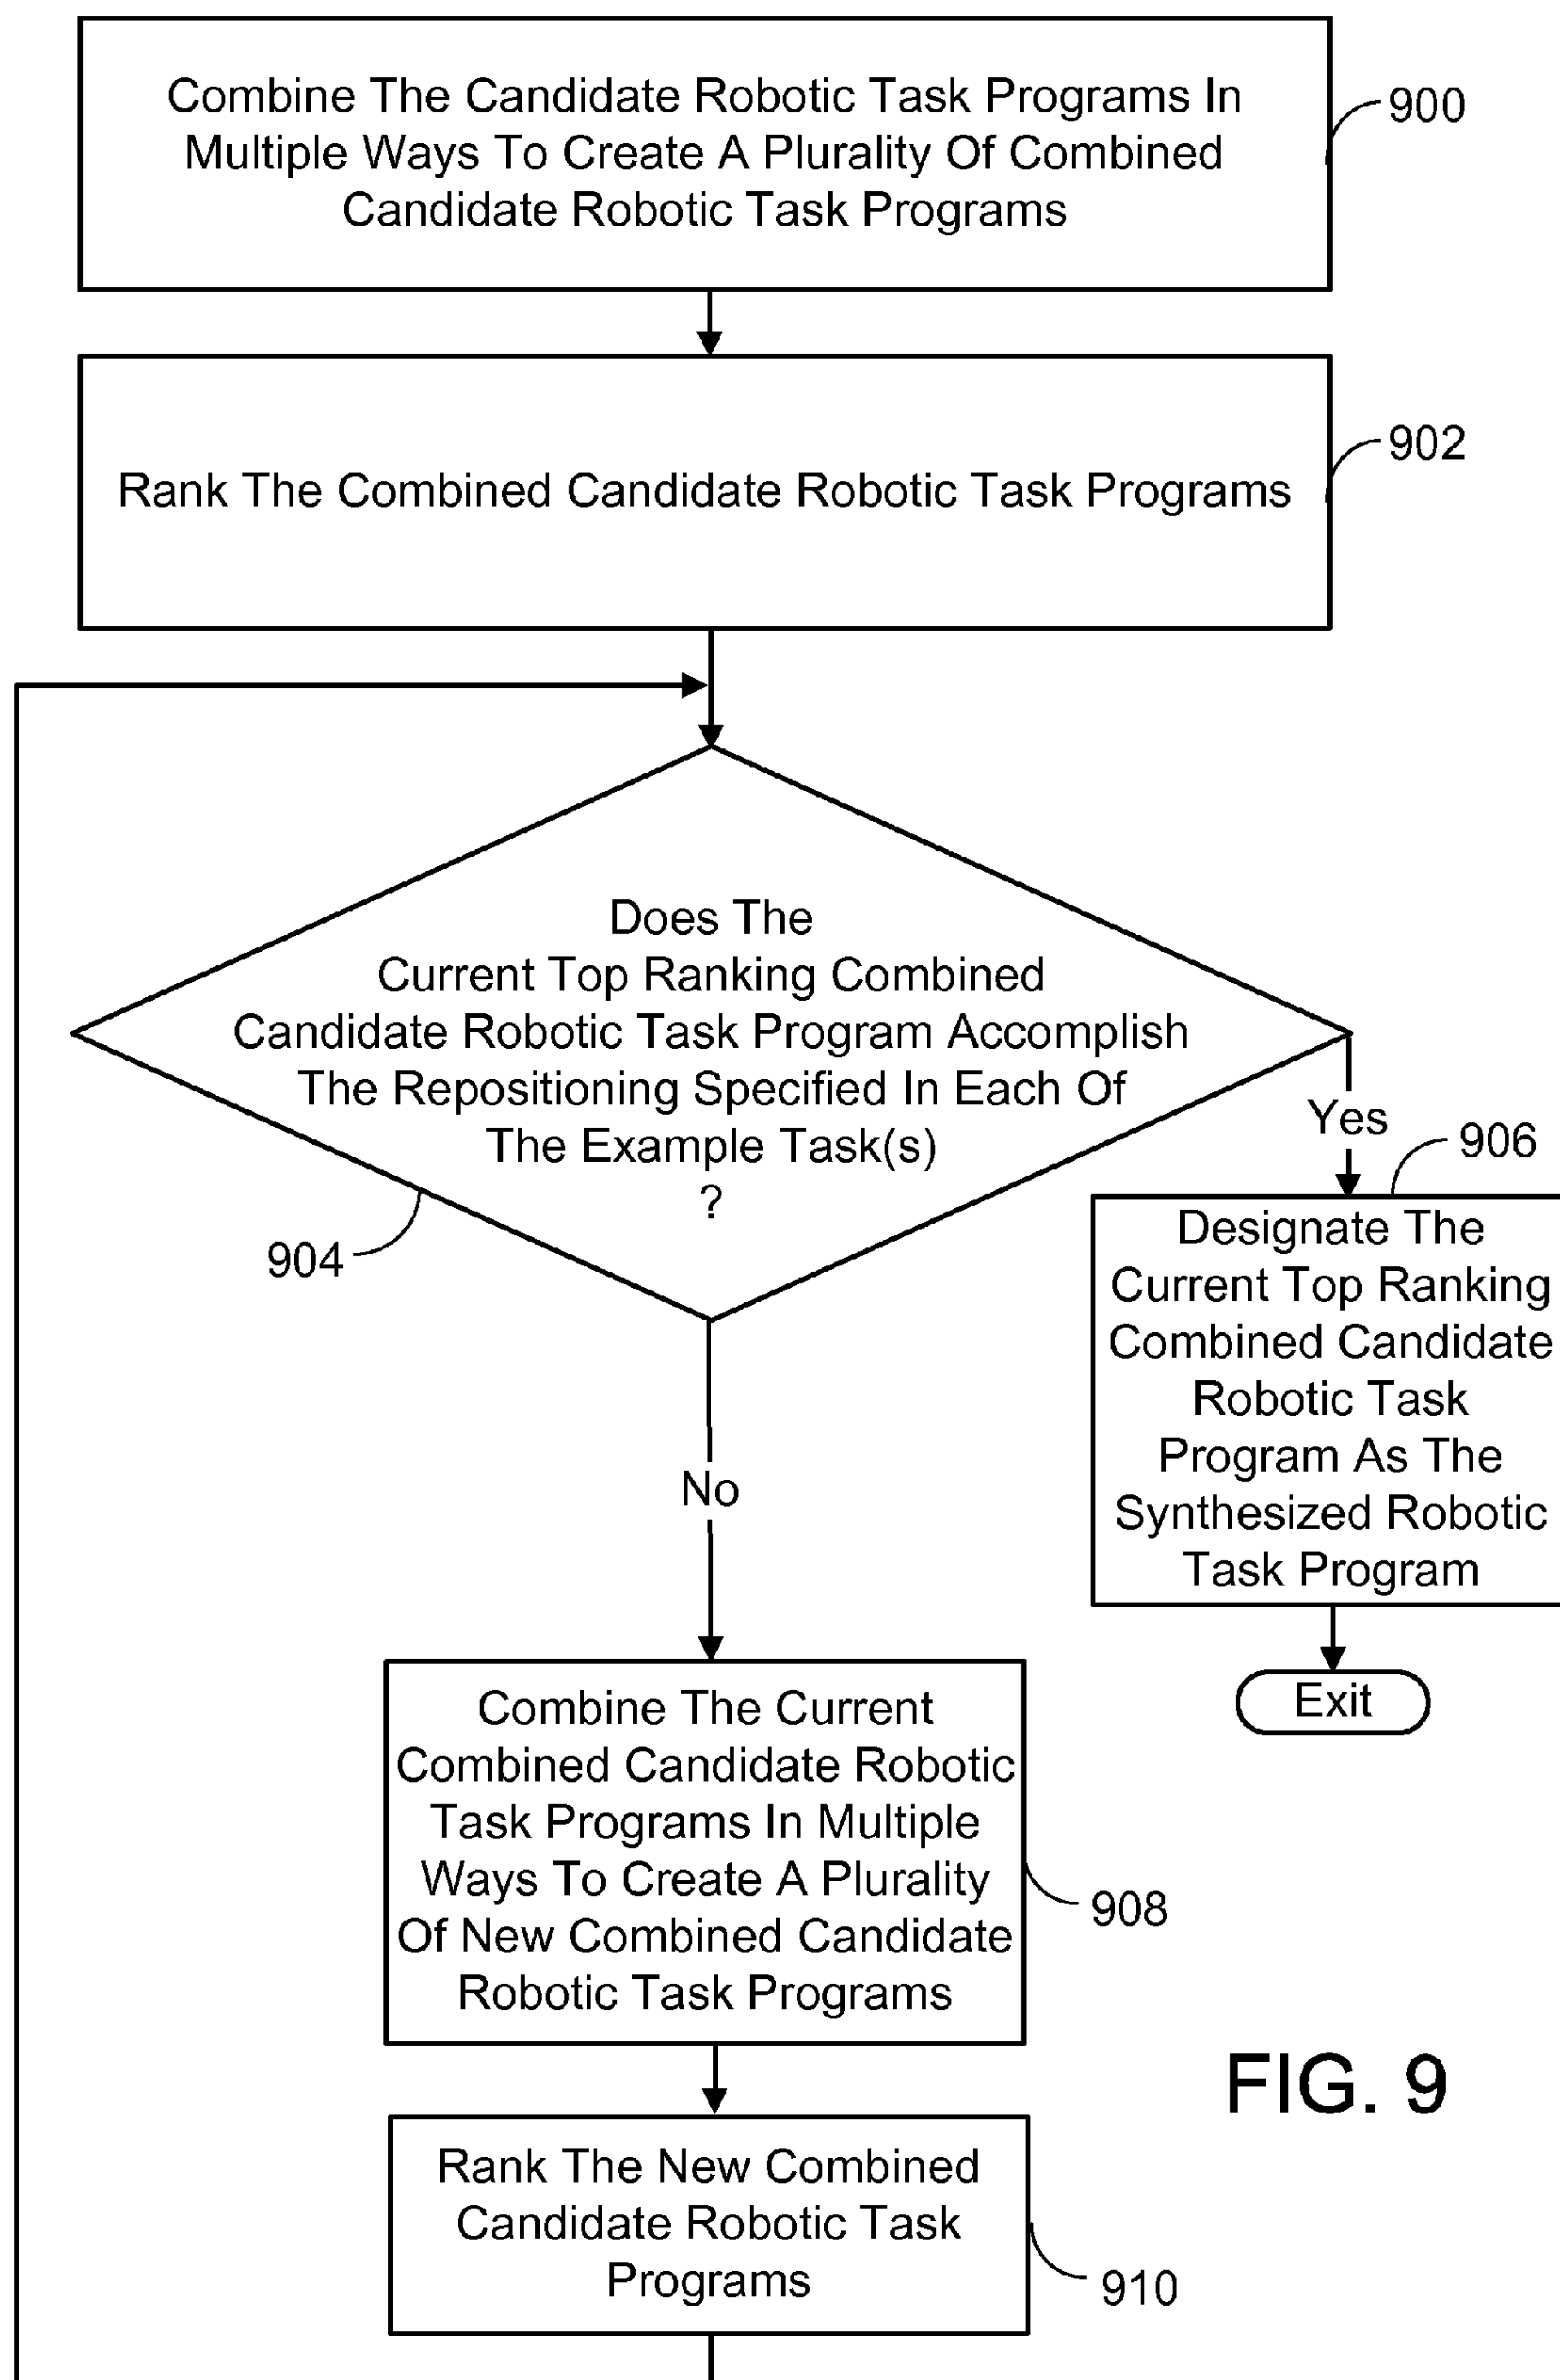 Combine The Candidate Robotic Task Programs In
Multiple Ways To Create A Plurality Of Combined
Candidate Robotic Task Programs
900
Rank The Combined Candidate Robotic Task Programs
902
Does The
Current Top Ranking Combined
Candidate Robotic Task Program Accomplish
The Repositioning Specified In Each Of
The Example Task(s)
?
904
Yes
906
Designate The
Current Top Ranking
Combined Candidate
Robotic Task
Program As The
Synthesized Robotic
Task Program
Exit
No
Combine The Current
Combined Candidate Robotic
Task Programs In Multiple
Ways To Create A Plurality
Of New Combined Candidate
Robotic Task Programs
908
Rank The New Combined
Candidate Robotic Task
Programs
910
FIG. 9